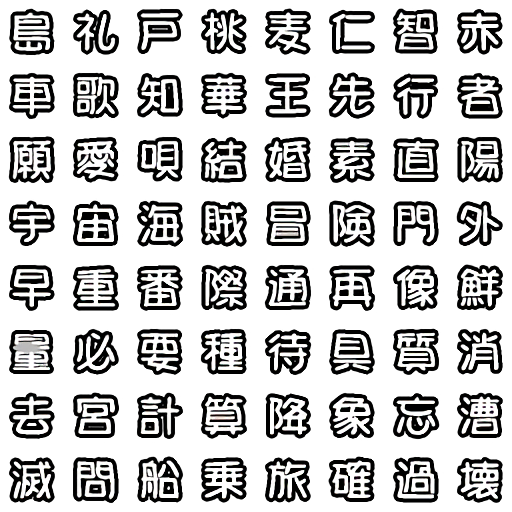 島礼戸桃麦仁智赤
車歌知華王先行者
願愛唄結婚素直陽
宇宙海賊冒険門外
早重番際通再像鮮
量必要種待具質消
去宮計算降象忘漕
滅問船乗旅確過壊